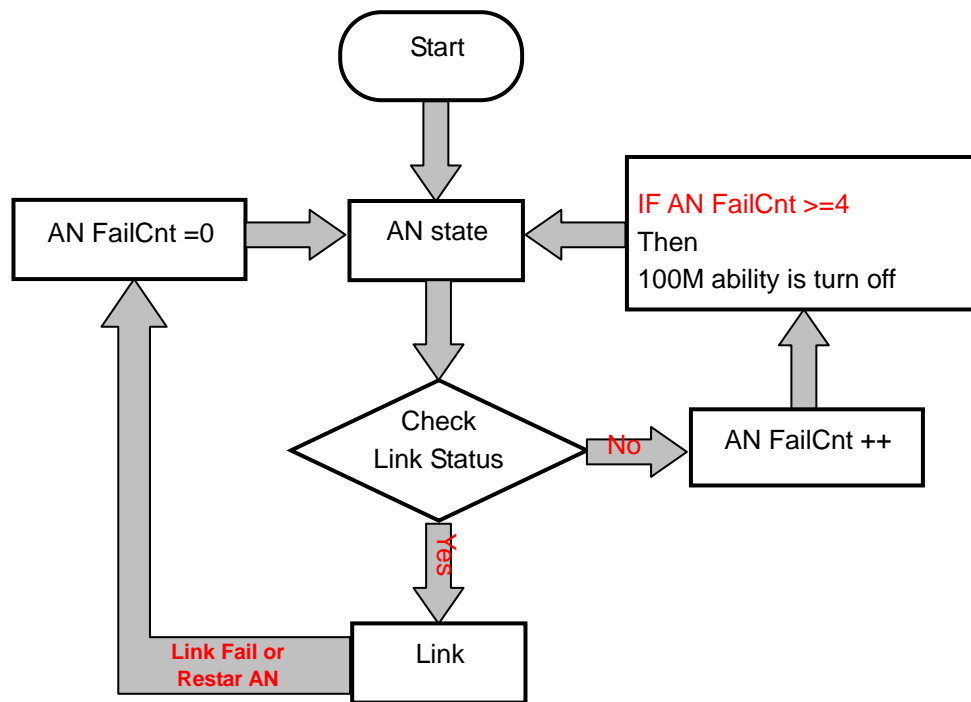 Start
AN FailCnt =0
AN state
IF AN FailCnt >=4
Then
100M ability is turn off
Check
Link Status
No
AN FailCnt ++
Yes
Link Fail or
Restar AN
Link